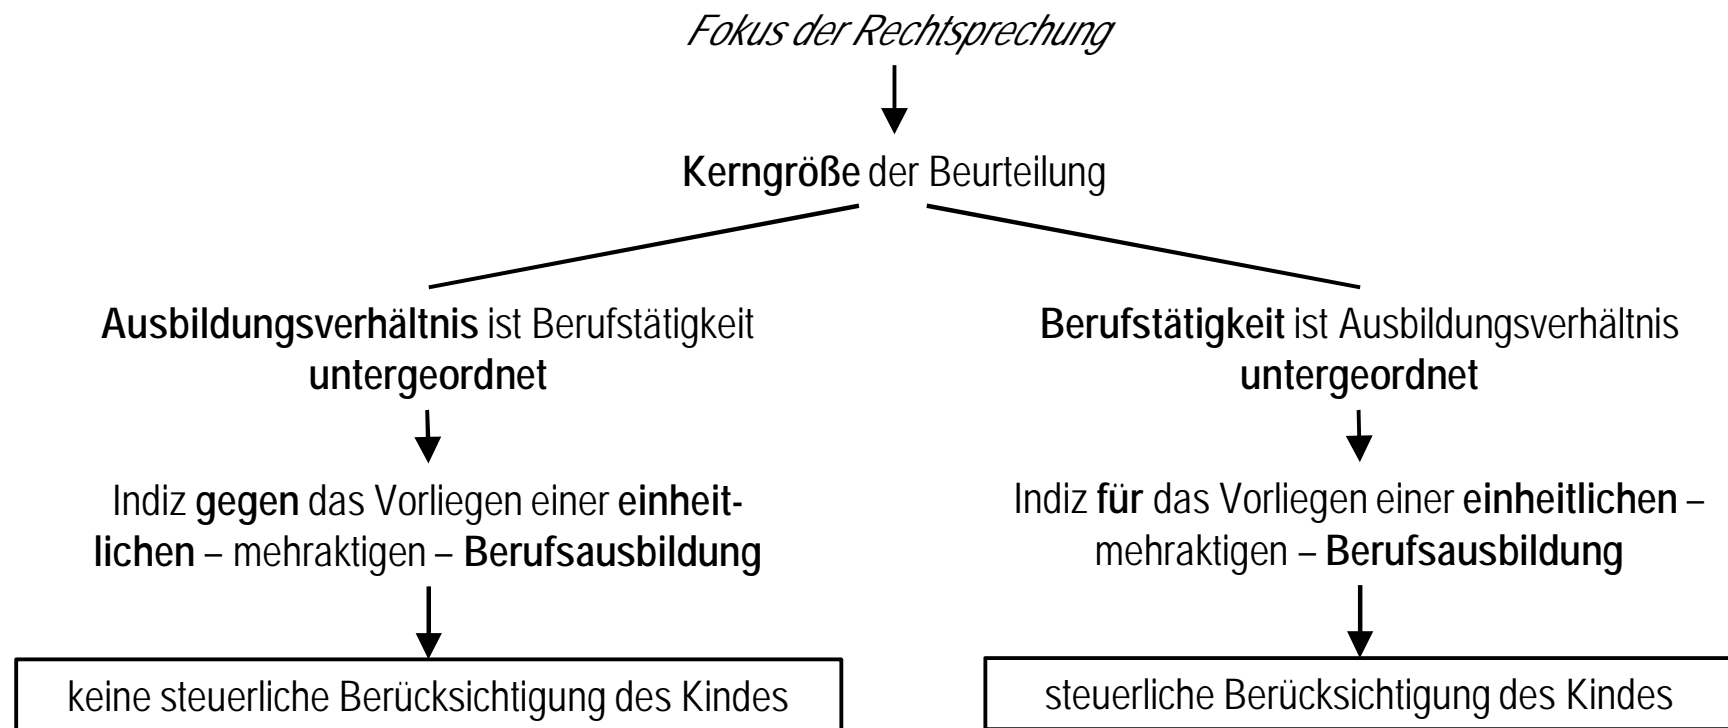 Fokus der Rechtsprechung
Kerngröße der Beurteilung
Ausbildungsverhältnis ist Berufstätigkeit
untergeordnet
Indiz gegen das Vorliegen einer einheit-
lichen – mehraktigen – Berufsausbildung
keine steuerliche Berücksichtigung des Kindes
Berufstätigkeit ist Ausbildungsverhältnis
untergeordnet
Indiz für das Vorliegen einer einheitlichen –
mehraktigen – Berufsausbildung
steuerliche Berücksichtigung des Kindes